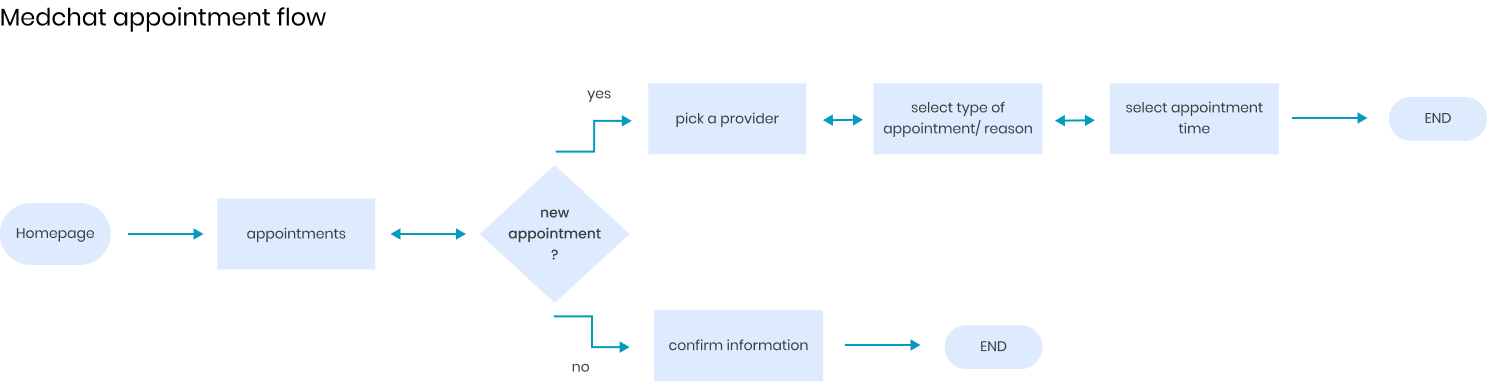 Medchat appointment flow
yes
pick a provider
select type of
appointment/ reason
select appointment
time
END
Homepage
appointments
new
appointment
?
no
confirm information
END